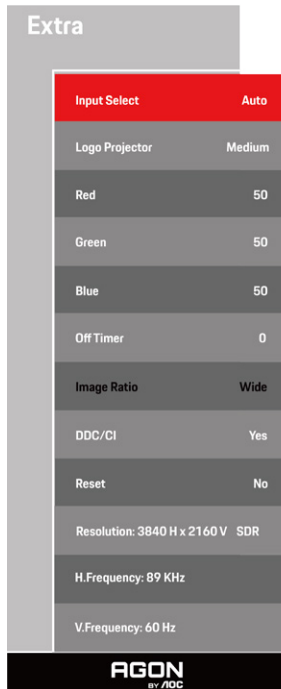 Extra
Input Select Auto
Logo Projector Medium
Red 50
Green 50
Blue 50
Off Timer 0
Image Ratio Wide
DDC/CI Yes
Reset No
Resolution: 3840 H x 2160 V SDR
H.Frequency: 89 KHz
V.Frequency: 60 Hz
AGON
BY AOC